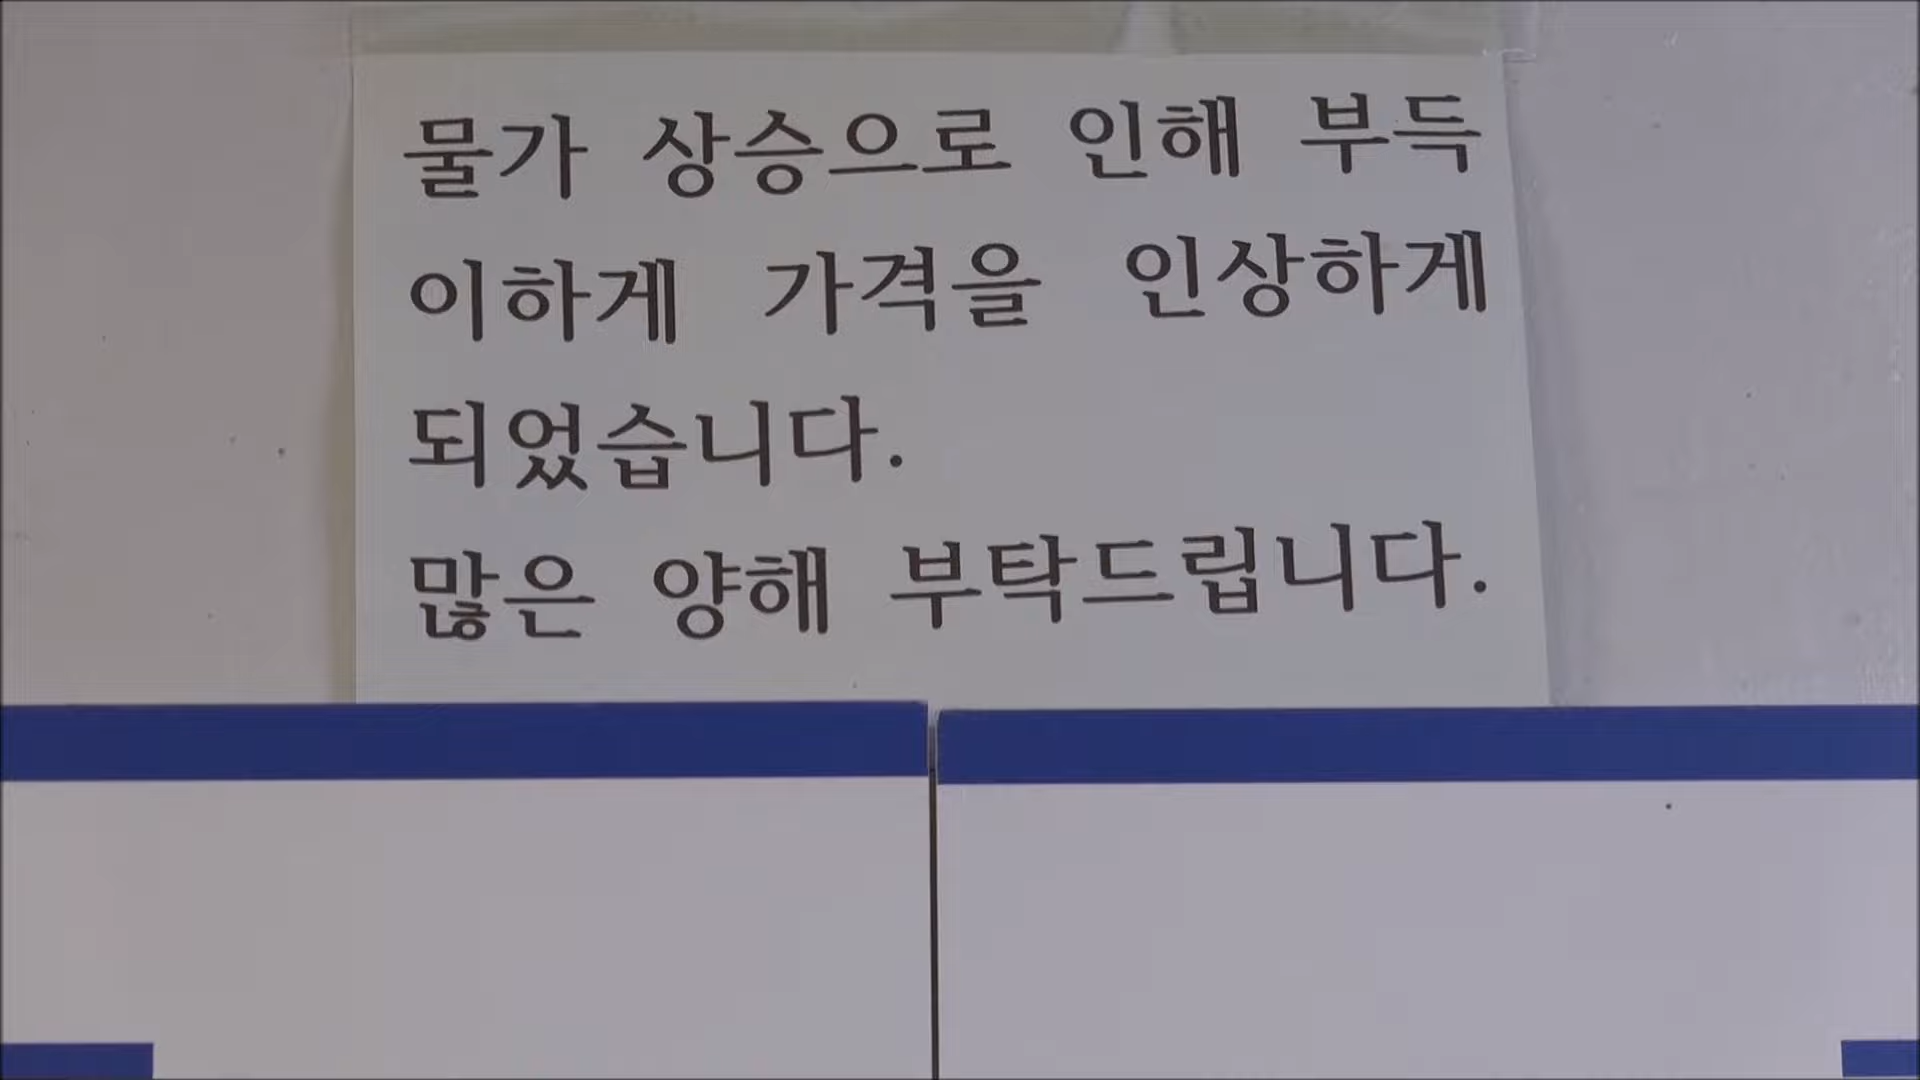 물가 상승으로 인해 부득
이하게 가격을 인상하게
되었습니다.
많은 양해 부탁드립니다.